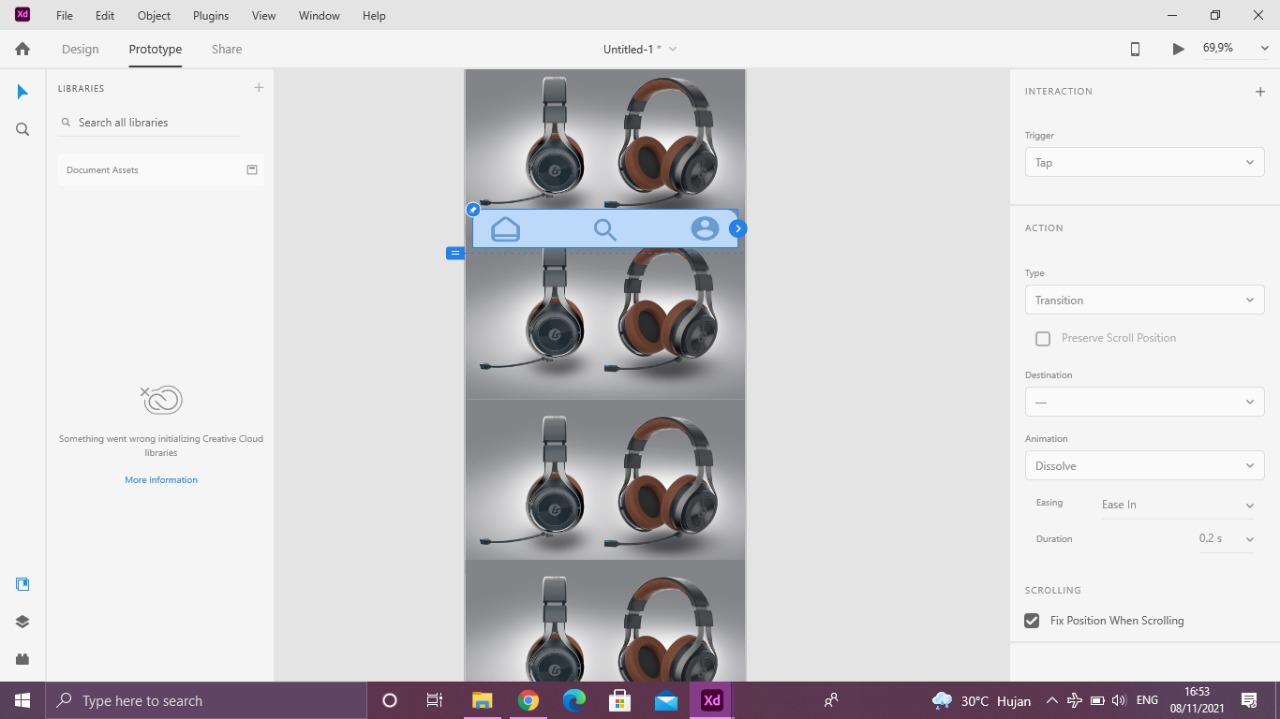 Xd File Edit Object Plugins View Window Help
Design Prototype Share Untitled-1 * 69,9%
LIBRARIES
Search all libraries
Document Assets
Something went wrong initializing Creative Cloud
libraries
More information
INTERACTION
Trigger
Tap
ACTION
Type
Transition
Preserve Scroll Position
Destination
—
Animation
Dissolve
Easing Ease In
Duration 0.2 s
SCROLLING
Fix Position When Scrolling
Type here to search Xd 30°C Hujan ENG 16:53
08/11/2021